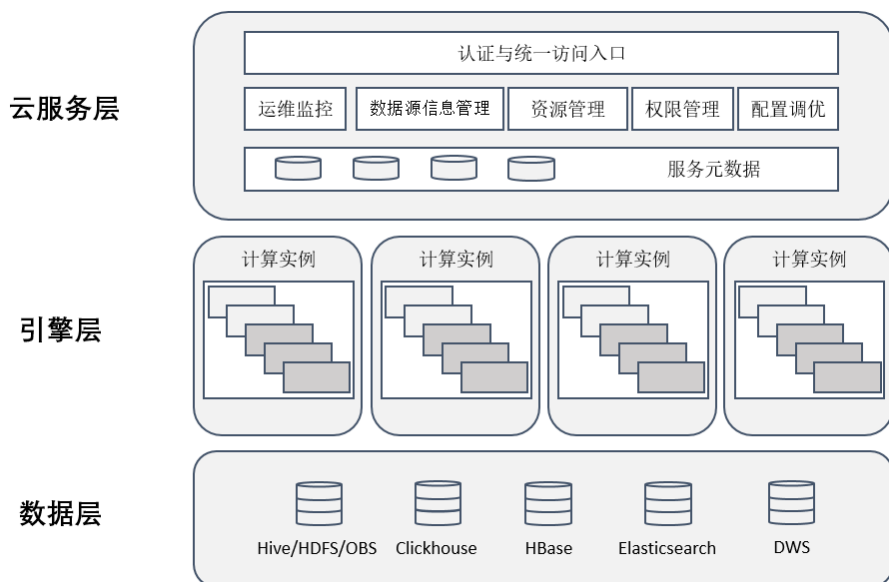 认证与统一访问入口
云服务层
运维监控 数据源信息管理 资源管理 权限管理 配置调优
服务元数据
计算实例 计算实例 计算实例 计算实例
引擎层
数据层
Hive/HDFS/OBS Clickhouse HBase Elasticsearch DWS